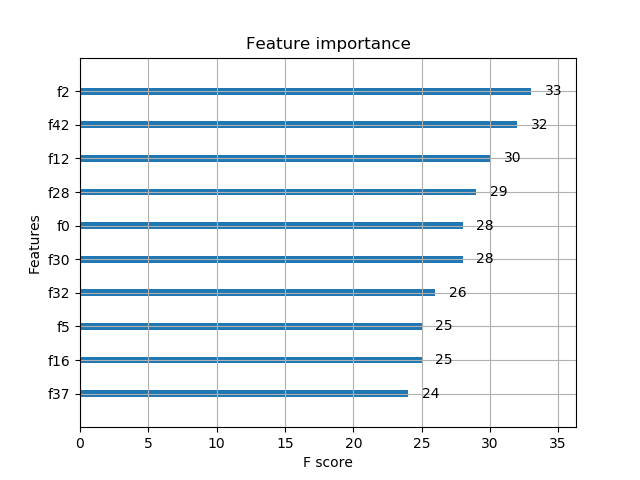 Feature importance
Features
f2 33
f42 32
f12 30
f28 29
f0 28
f30 28
f32 26
f5 25
f16 25
f37 24
0 5 10 15 20 25 30 35
F score